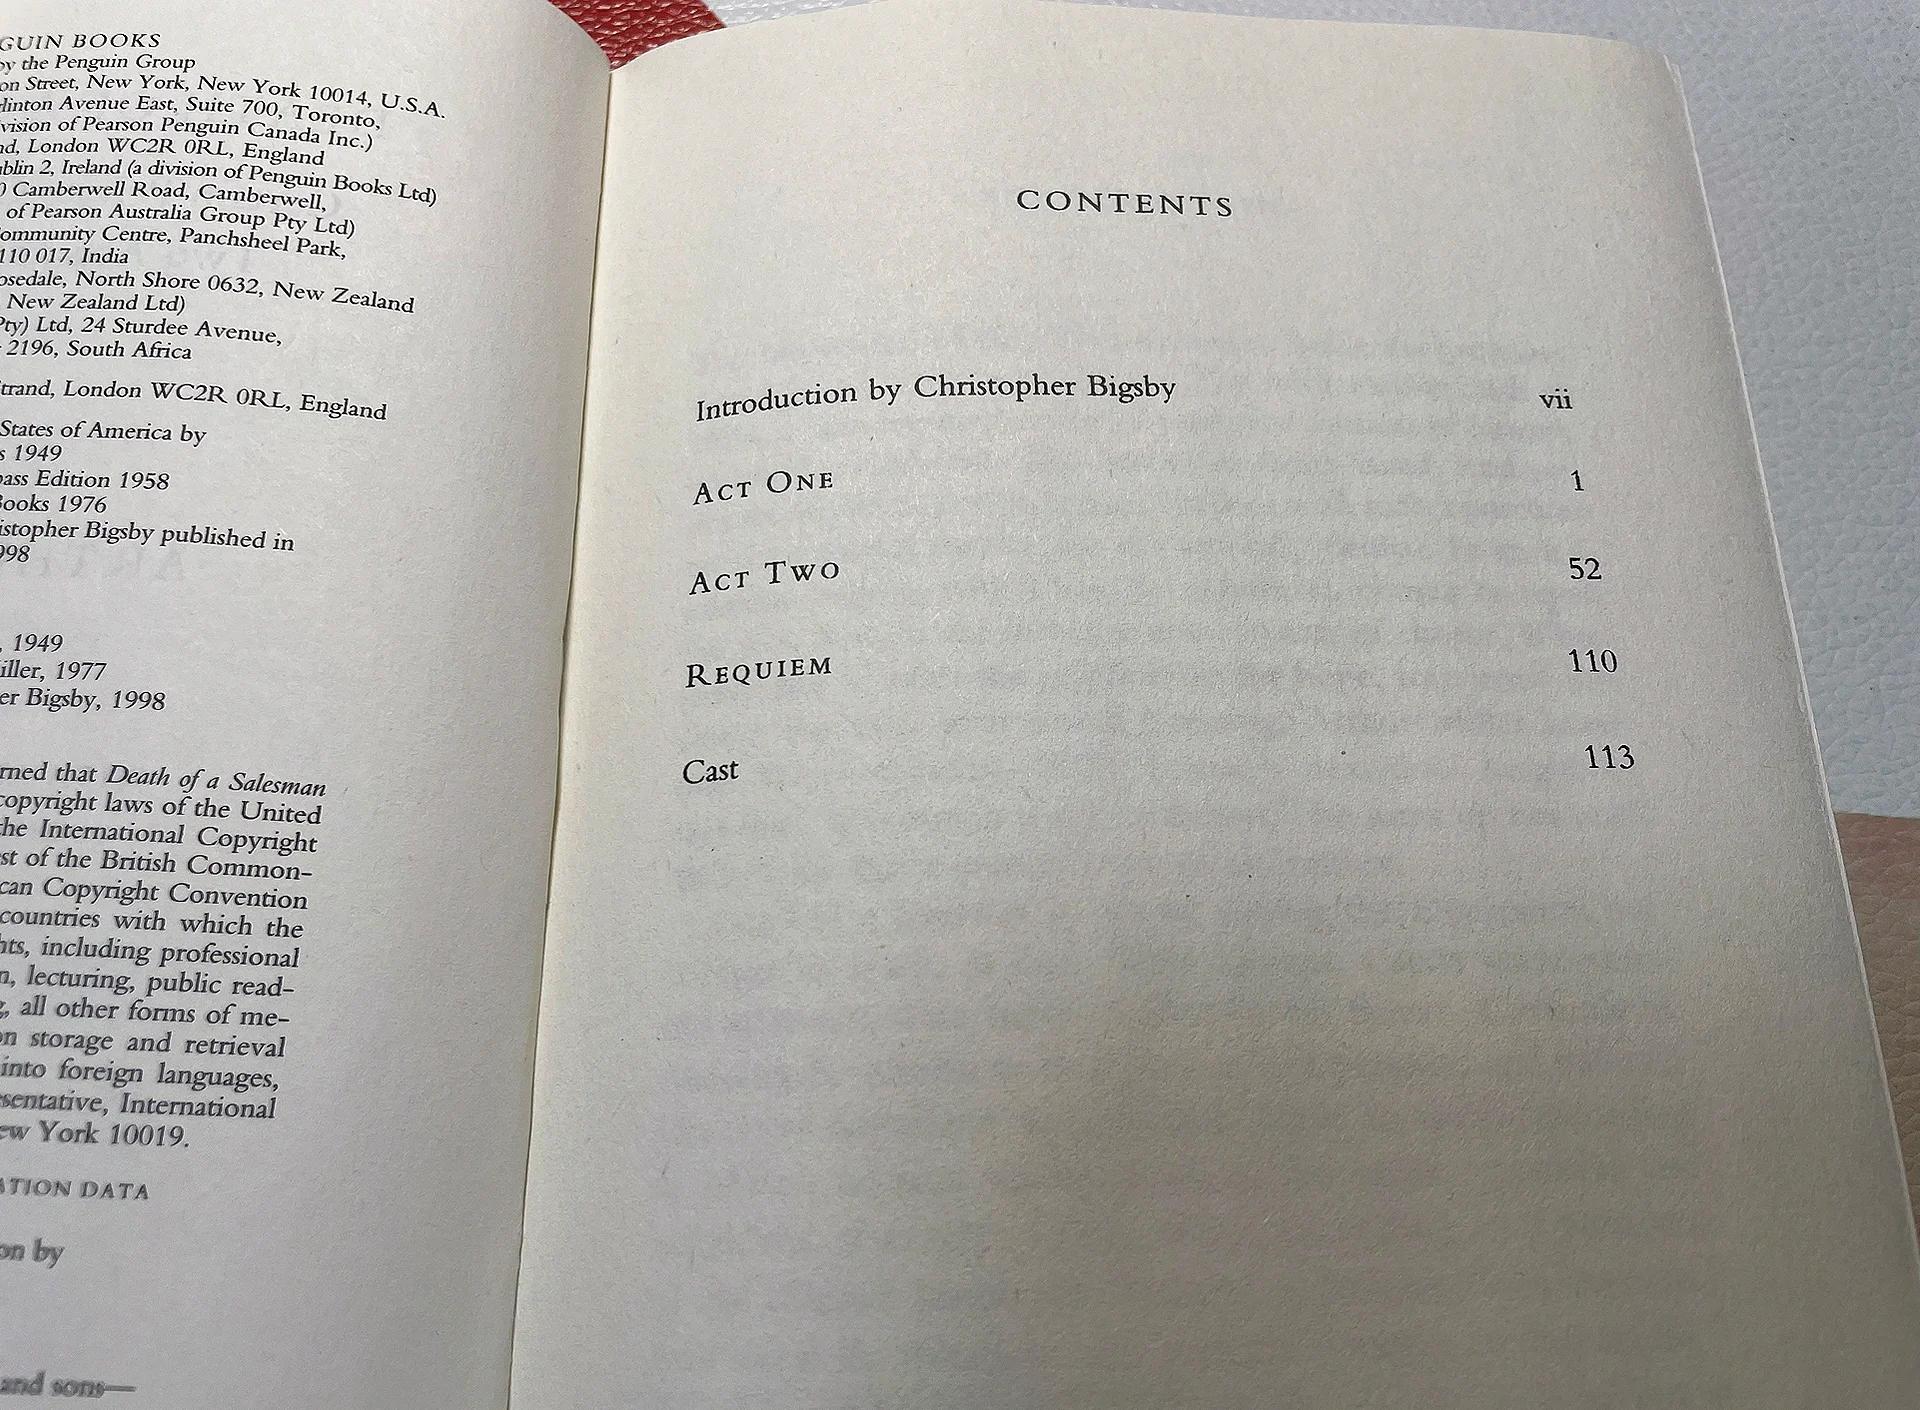 GUIN BOOKS
by the Penguin Group
on Street, New York, New York 10014, U.S.A.
linton Avenue East, Suite 700, Toronto,
vision of Pearson Penguin Canada Inc.)
nd, London WC2R 0RL, England
ublin 2, Ireland (a division of Penguin Books Ltd)
0 Camberwell Road, Camberwell,
of Pearson Australia Group Pty Ltd)
ommunity Centre, Panchsheel Park,
110 017, India
osedale, North Shore 0632, New Zealand
New Zealand Ltd)
Pty) Ltd, 24 Sturdee Avenue,
2196, South Africa
Strand, London WC2R 0RL, England
States of America by
s 1949
pass Edition 1958
Books 1976
istopher Bigsby published in
998
, 1949
iller, 1977
er Bigsby, 1998
rned that Death of a Salesman
copyright laws of the United
the International Copyright
st of the British Common-
can Copyright Convention
countries with which the
hts, including professional
n, lecturing, public read-
g, all other forms of me-
on storage and retrieval
into foreign languages,
sentative, International
ew York 10019.
ATION DATA
on by
and sons—
CONTENTS
Introduction by Christopher Bigsby vii
ACT ONE 1
ACT TWO 52
REQUIEM 110
Cast 113